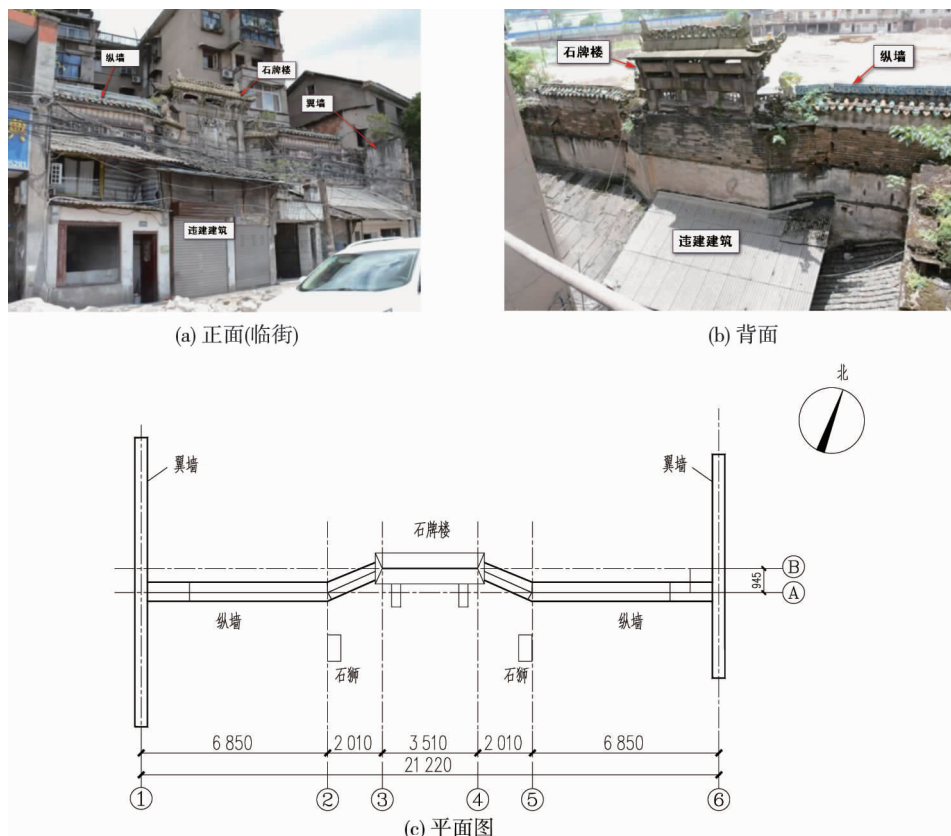 纵墙
石牌楼
翼墙
违建建筑
(a) 正面(临街)
石牌楼
纵墙
违建建筑
(b) 背面
北
翼墙
翼墙
石牌楼
B
945
A
纵墙
纵墙
石狮
石狮
6 850
2 010
3 510
2 010
6 850
21 220
1
2
3
4
5
6
(c) 平面图